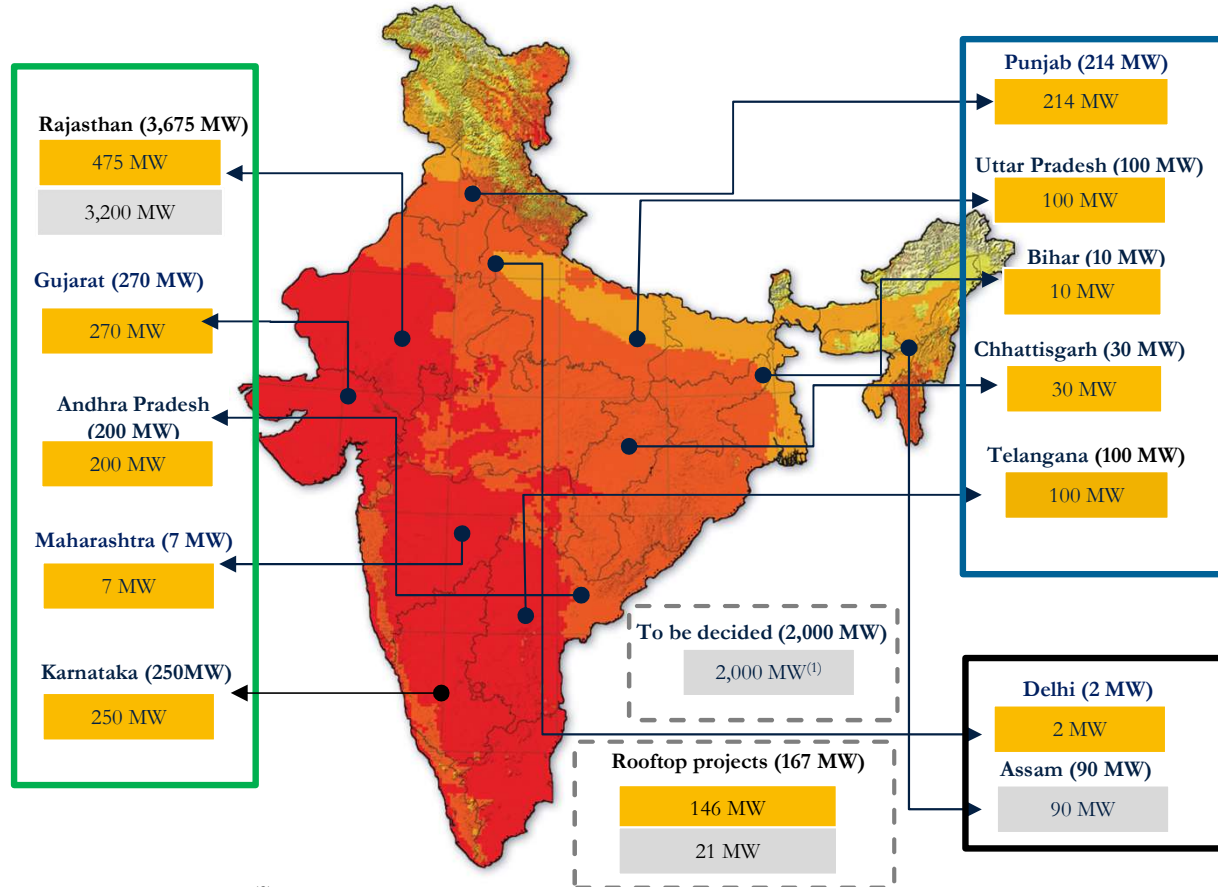 Rajasthan (3,675 MW)
475 MW
3,200 MW
Gujarat (270 MW)
270 MW
Andhra Pradesh
(200 MW)
200 MW
Maharashtra (7 MW)
7 MW
Karnataka (250MW)
250 MW
Punjab (214 MW)
214 MW
Uttar Pradesh (100 MW)
100 MW
Bihar (10 MW)
10 MW
Chhattisgarh (30 MW)
30 MW
Telangana (100 MW)
100 MW
To be decided (2,000 MW)
2,000 MW(1)
Rooftop projects (167 MW)
146 MW
21 MW
Delhi (2 MW)
2 MW
Assam (90 MW)
90 MW